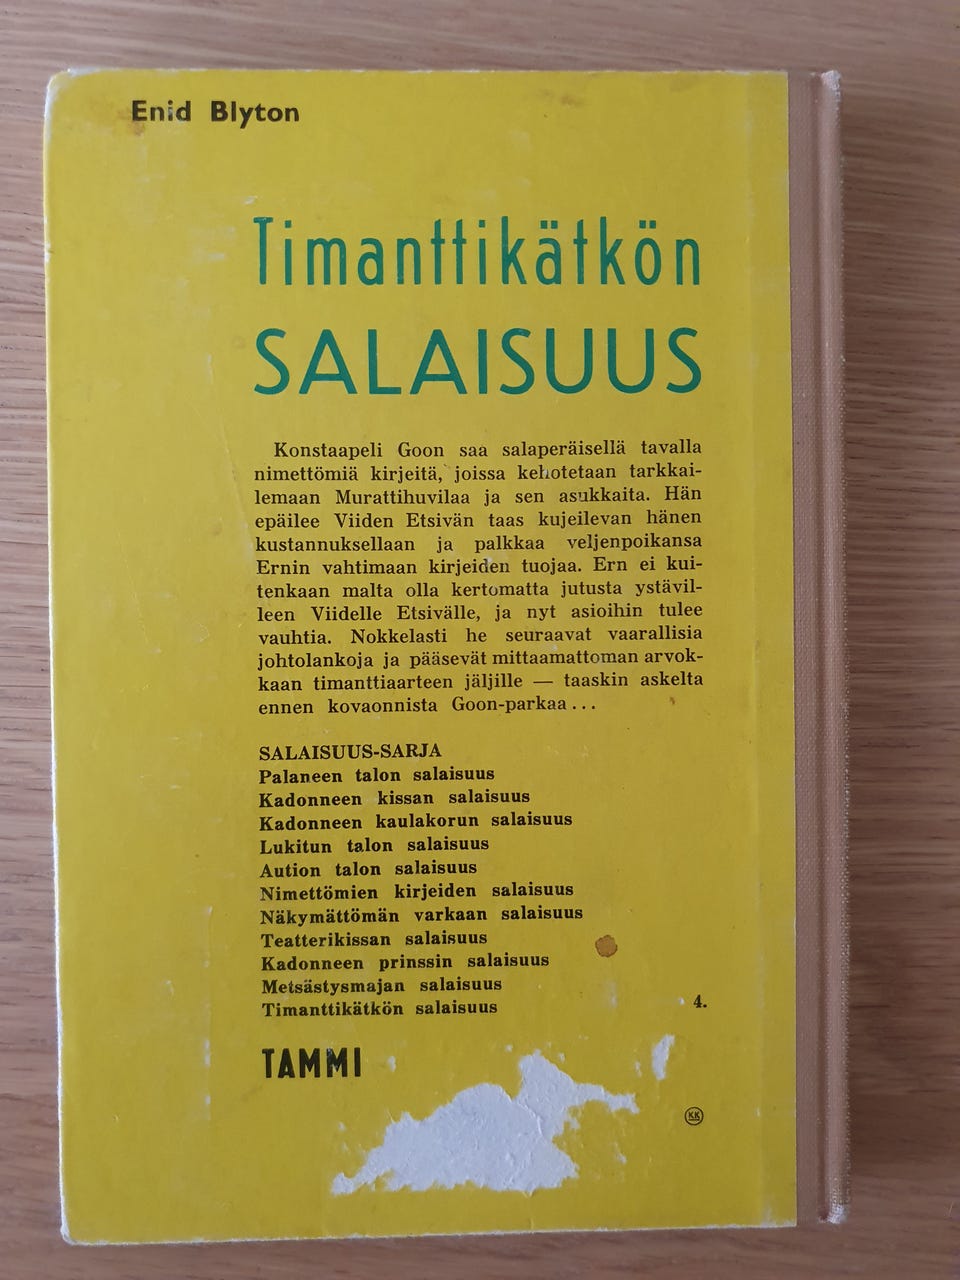 Enid Blyton
Timanttikätkön
SALAISUUS
Konstaapeli Goon saa salaperäisellä tavalla
nimettömiä kirjeitä, joissa kehotetaan tarkkai-
lemaan Murattihuvilaa ja sen asukkaita. Hän
epäilee Viiden Etsivän taas kujeilevan hänen
kustannuksellaan ja palkkaa veljenpoikansa
Ernin vahtimaan kirjeiden tuojaa. Ern ei kui-
tenkaan malta olla kertomatta jutusta ystävil-
leen Viidelle Etsivälle, ja nyt asioihin tulee
vauhtia. Nokkelasti he seuraavat vaarallisia
johtolankoja ja pääsevät mittaamattoman arvok-
kaan timanttiaarteen jäljille — taaskin askelta
ennen kovaonnista Goon-parkaa...
SALAISUUS-SARJA
Palaneen talon salaisuus
Kadonneen kissan salaisuus
Kadonneen kaulakorun salaisuus
Lukitun talon salaisuus
Aution talon salaisuus
Nimettömien kirjeiden salaisuus
Näkymättömän varkaan salaisuus
Teatterikissan salaisuus
Kadonneen prinssin salaisuus
Metsästysmajan salaisuus
Timanttikätkön salaisuus
4.
TAMMI
KK